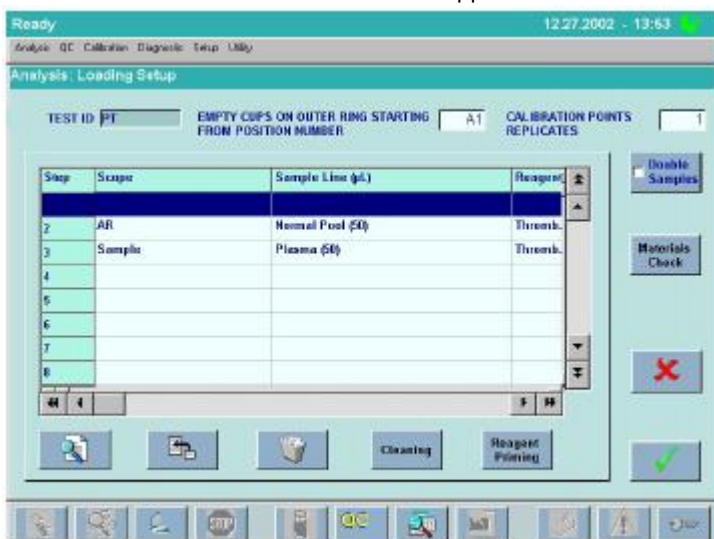 Ready 12.27.2002 - 13:53
Analysis QC Calibration Diagnostic Setup Utility
Analysis: Loading Setup
TEST ID PT EMPTY CUPS ON OUTER RING STARTING FROM POSITION NUMBER A1 CALIBRATION POINTS REPLICATES 1
Step Scope Sample Line (µL) Reagent
Double Samples
2 AR Normal Pool (50) Thromb.
3 Sample Plasma (50) Thromb.
Materials Check
4
5
6
7
8
Cleaning Reagent Priming
STOP QC